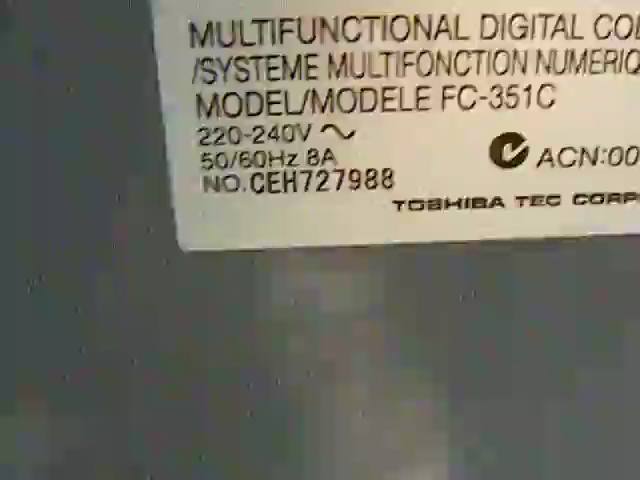 MULTIFUNCTIONAL DIGITAL COL
/SYSTEME MULTIFONCTION NUMERIQ
MODEL/MODELE FC-351C
220-240V ~
50/60Hz 8A
NO.CEH727988
ACN:00
TOSHIBA TEC CORP